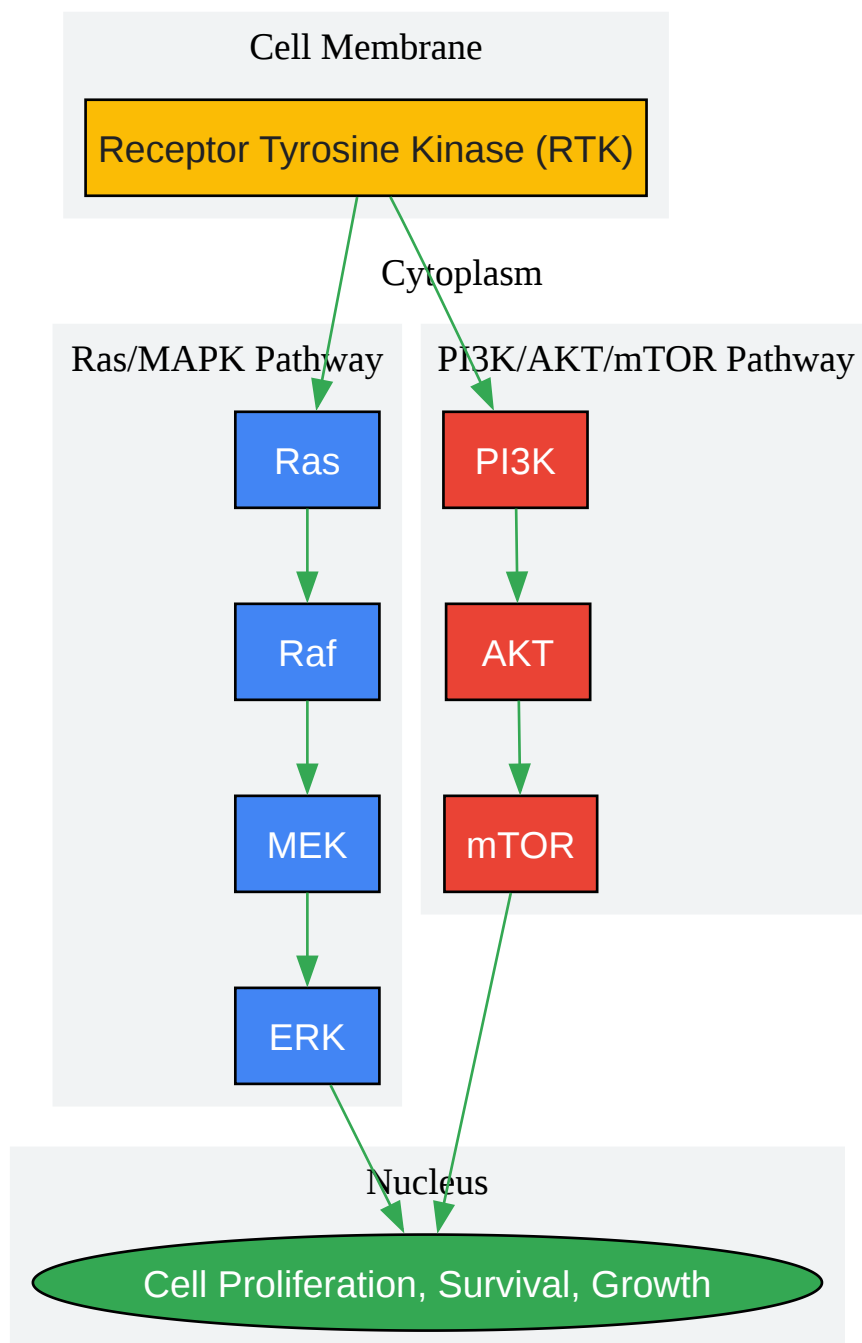 Cell Membrane
Receptor Tyrosine Kinase (RTK)
Cytoplasm
Ras/MAPK Pathway
Ras
Raf
MEK
ERK
PI3K/AKT/mTOR Pathway
PI3K
AKT
mTOR
Nucleus
Cell Proliferation, Survival, Growth